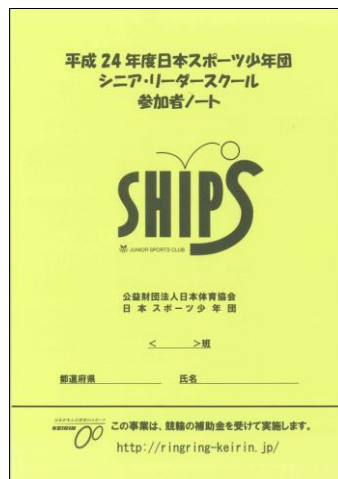 平成24年度日本スポーツ少年団
シニア・リーダースクール
参加者ノート
SHIPS
JUNIOR SPORTS CLUB
公益財団法人日本体育協会
日本スポーツ少年団
<　　　>班
都道府県　　　　　氏名
KEIRIN
この事業は、競輪の補助金を受けて実施します。
http://ringring-keirin.jp/